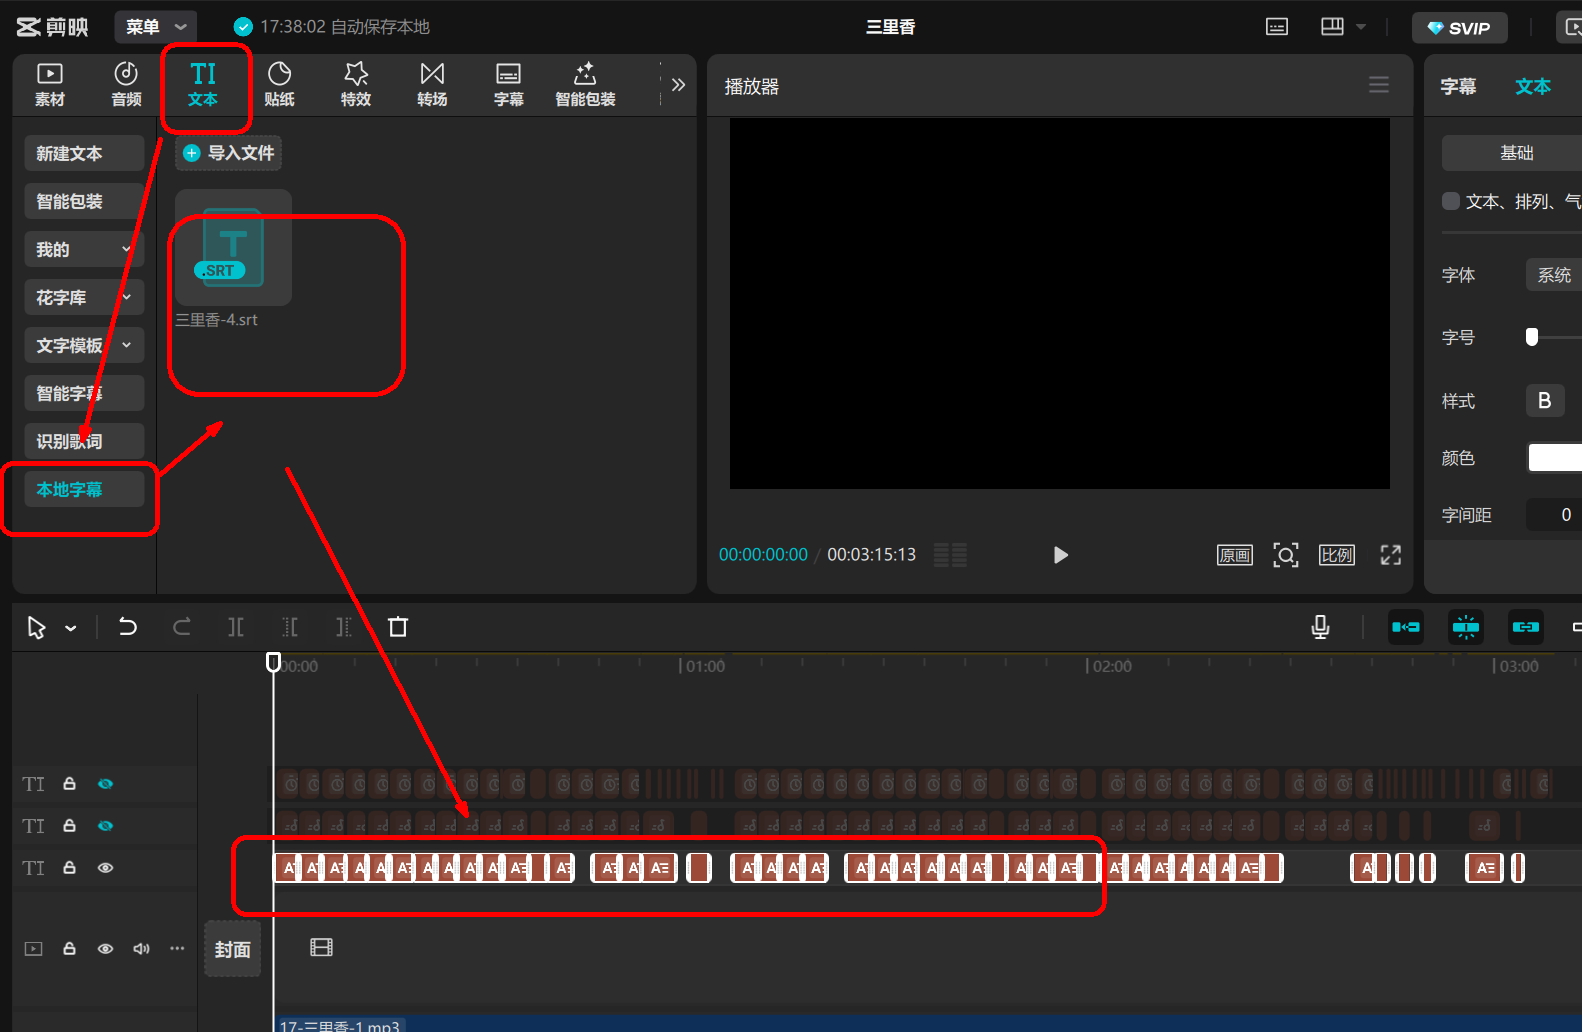 剪映
菜单
17:38:02 自动保存本地
三里香
SVIP
素材
音频
TI
文本
贴纸
特效
转场
字幕
智能包装
新建文本
智能包装
我的
花字库
文字模板
智能字幕
识别歌词
本地字幕
导入文件
T
.SRT
三里香-4.srt
播放器
00:00:00:00 / 00:03:15:13
原画
比例
字幕
文本
基础
文本、排列、气
字体
系统
字号
样式
B
颜色
字间距
0
00:00
01:00
02:00
03:00
TI
TI
TI
封面
17-三里香-1.mp3